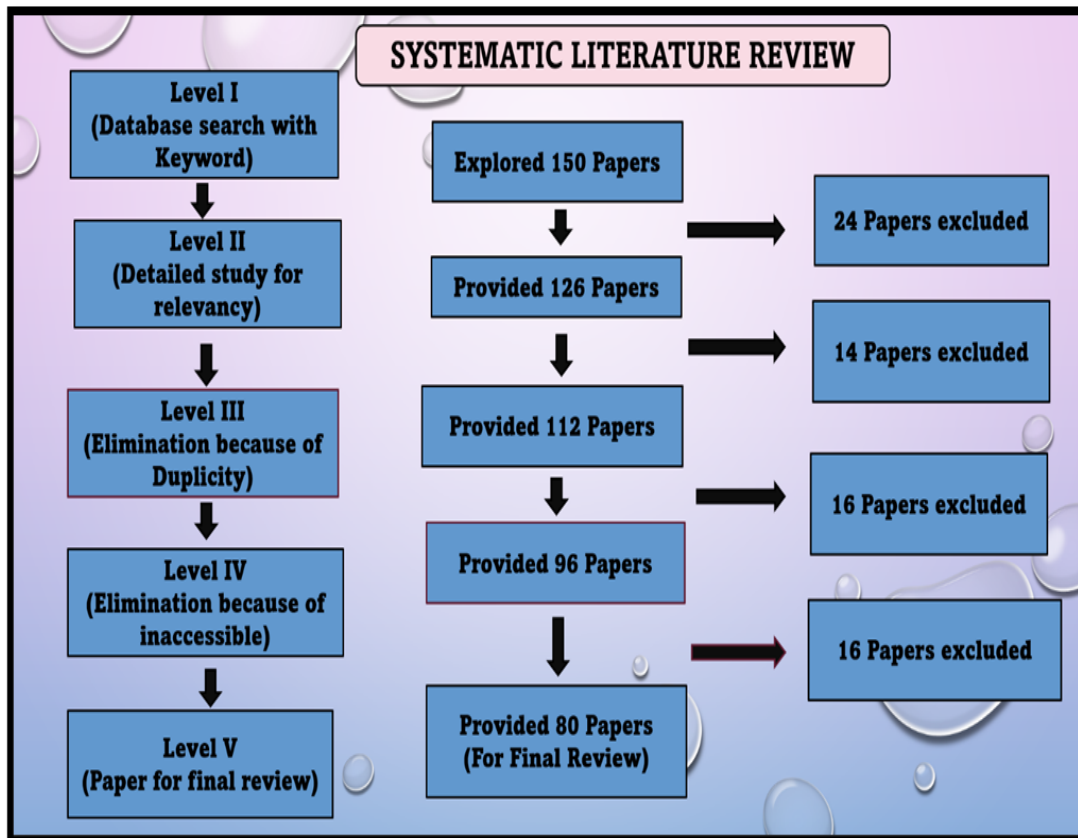 SYSTEMATIC LITERATURE REVIEW
Level I
(Database search with
Keyword)
Level II
(Detailed study for
relevancy)
Level III
(Elimination because of
Duplicity)
Level IV
(Elimination because of
inaccessible)
Level V
(Paper for final review)
Explored 150 Papers
Provided 126 Papers
Provided 112 Papers
Provided 96 Papers
Provided 80 Papers
(For Final Review)
24 Papers excluded
14 Papers excluded
16 Papers excluded
16 Papers excluded